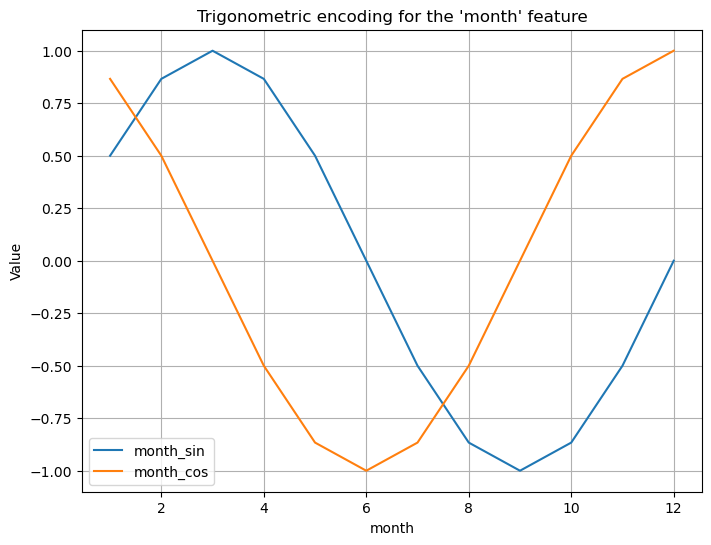 Trigonometric encoding for the 'month' feature
1.00
0.75
0.50
0.25
0.00
−0.25
−0.50
−0.75
−1.00
Value
month_sin
month_cos
2 4 6 8 10 12
month